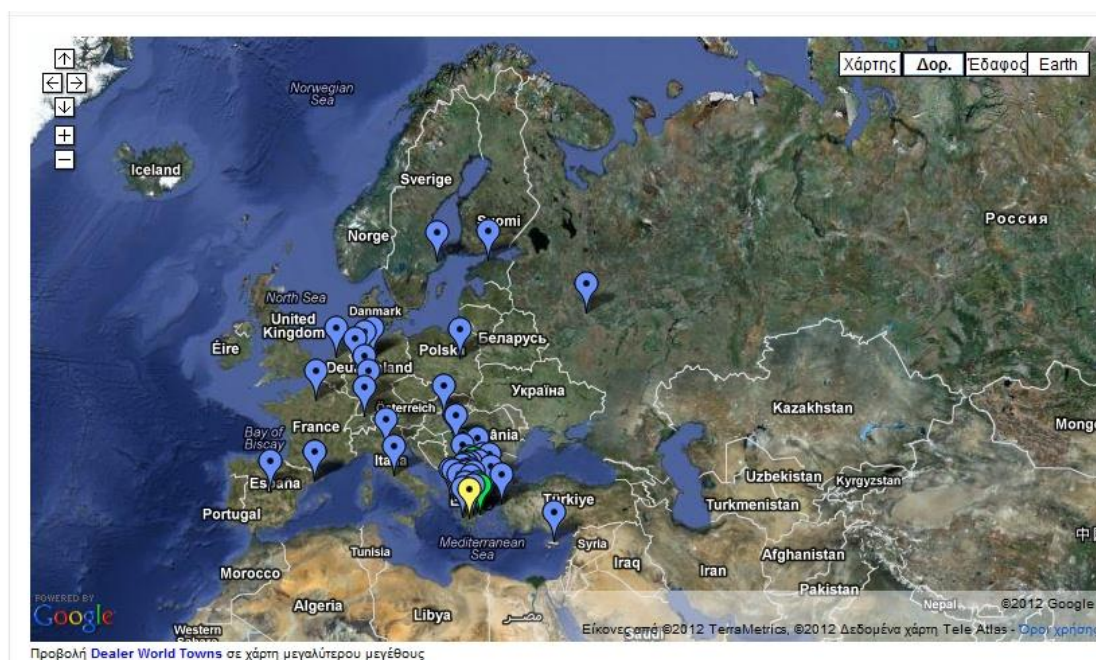 Χάρτης Δορ. Έδαφος Earth
Norwegian
Sea
Iceland
Sverige
Suomi
Norge
Россия
North Sea
Danmark
United
Kingdom
Éire
Polska
Беларусь
Deutschland
Україна
Österreich
Kazakhstan
France
Bay of
Biscay
Italia
España
Portugal
Türkiye
Uzbekistan
Kyrgyzstan
Turkmenistan
Mediterranean
Sea
Syria
Tunisia
Iraq
Iran
Afghanistan
Morocco
Pakistan
Algeria
Libya
مصر
Nepal
Western
POWERED BY
Google
©2012 Google
Εικόνες από ©2012 TerraMetrics, ©2012 Δεδομένα χάρτη Tele Atlas - Όροι χρήσης
Προβολή Dealer World Towns σε χάρτη μεγαλύτερου μεγέθους